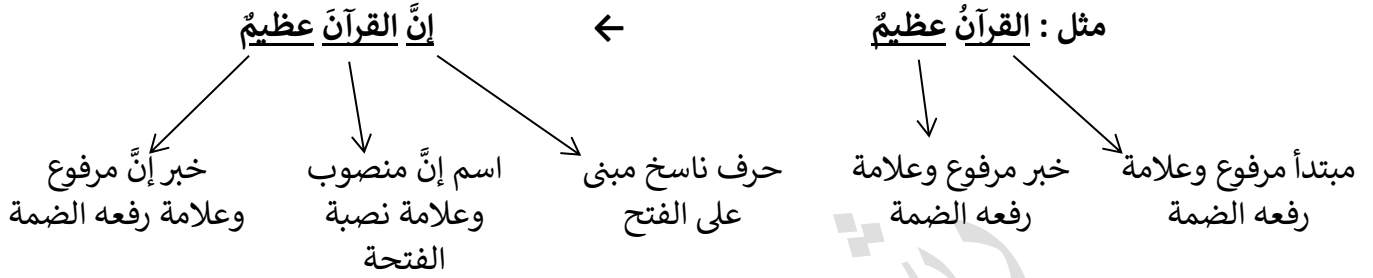 مثل : القرآنُ عظيمٌ ← إنَّ القرآنَ عظيمٌ
مبتدأ مرفوع وعلامة رفعه الضمة
خبر مرفوع وعلامة رفعه الضمة
حرف ناسخ مبنى على الفتح
اسم إنَّ منصوب وعلامة نصبة الفتحة
خبر إنَّ مرفوع وعلامة رفعه الضمة